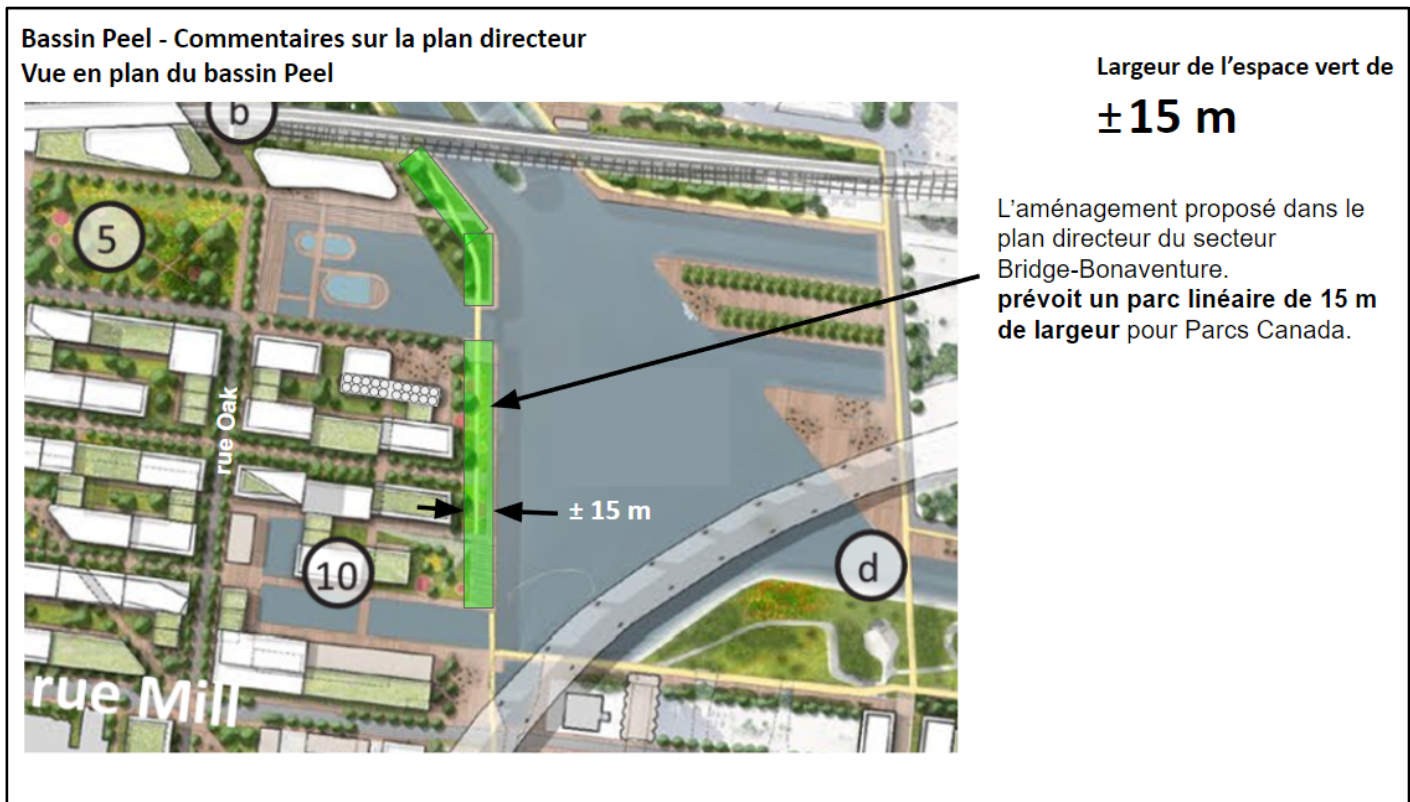 Bassin Peel - Commentaires sur la plan directeur
Vue en plan du bassin Peel
Largeur de l’espace vert de
± 15 m
L’aménagement proposé dans le
plan directeur du secteur
Bridge-Bonaventure.
prévoit un parc linéaire de 15 m
de largeur pour Parcs Canada.
b
5
rue Oak
± 15 m
10
d
rue Mill